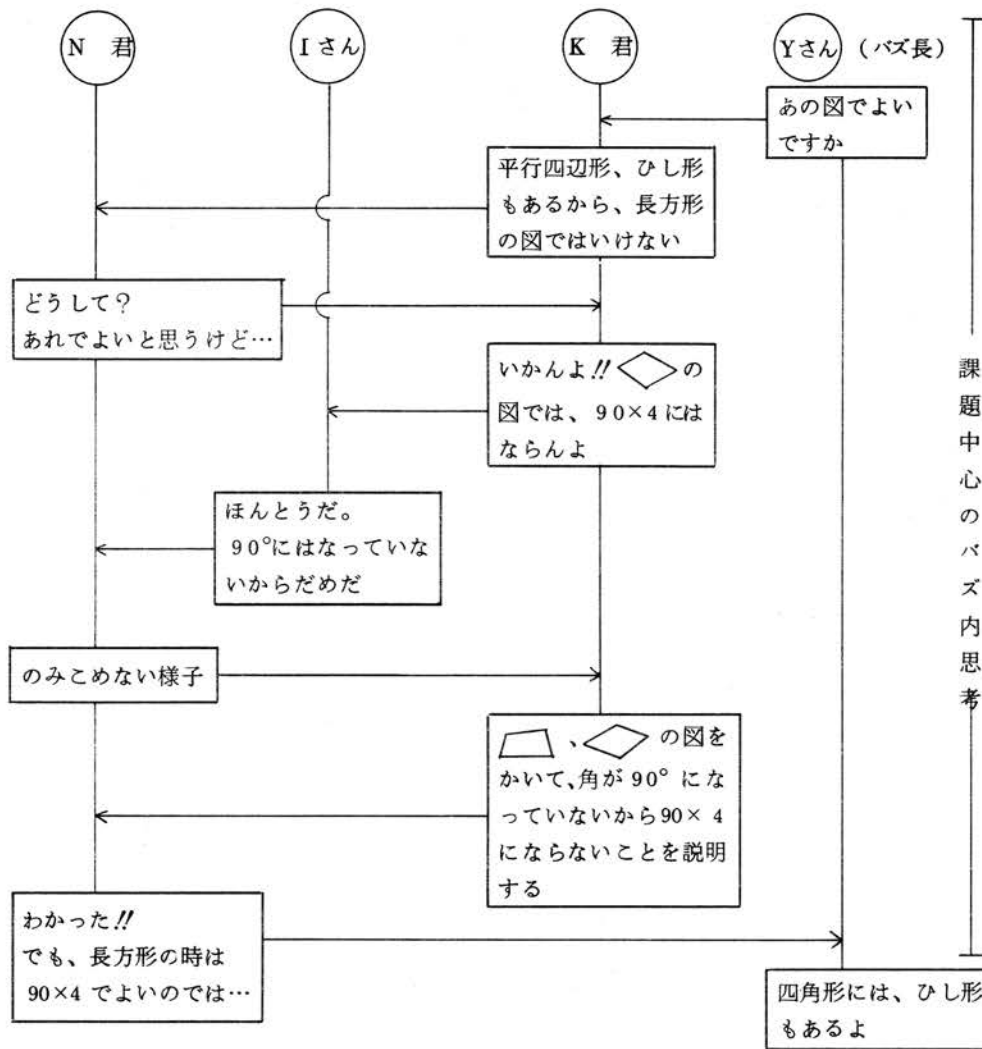 N 君
Iさん
K 君
Yさん (バズ長)
あの図でよい
ですか
平行四辺形、ひし形
もあるから、長方形
の図ではいけない
どうして?
あれでよいと思うけど…
いかんよ!! の
図では、90×4には
ならんよ
ほんとうだ。
90°にはなっていな
いからだめだ
のみこめない様子
、 の図を
かいて、角が90°にな
っていないから90×4
にならないことを説明
する
わかった!!
でも、長方形の時は
90×4でよいのでは…
四角形には、ひし形
もあるよ
課題中心のバズ内思考